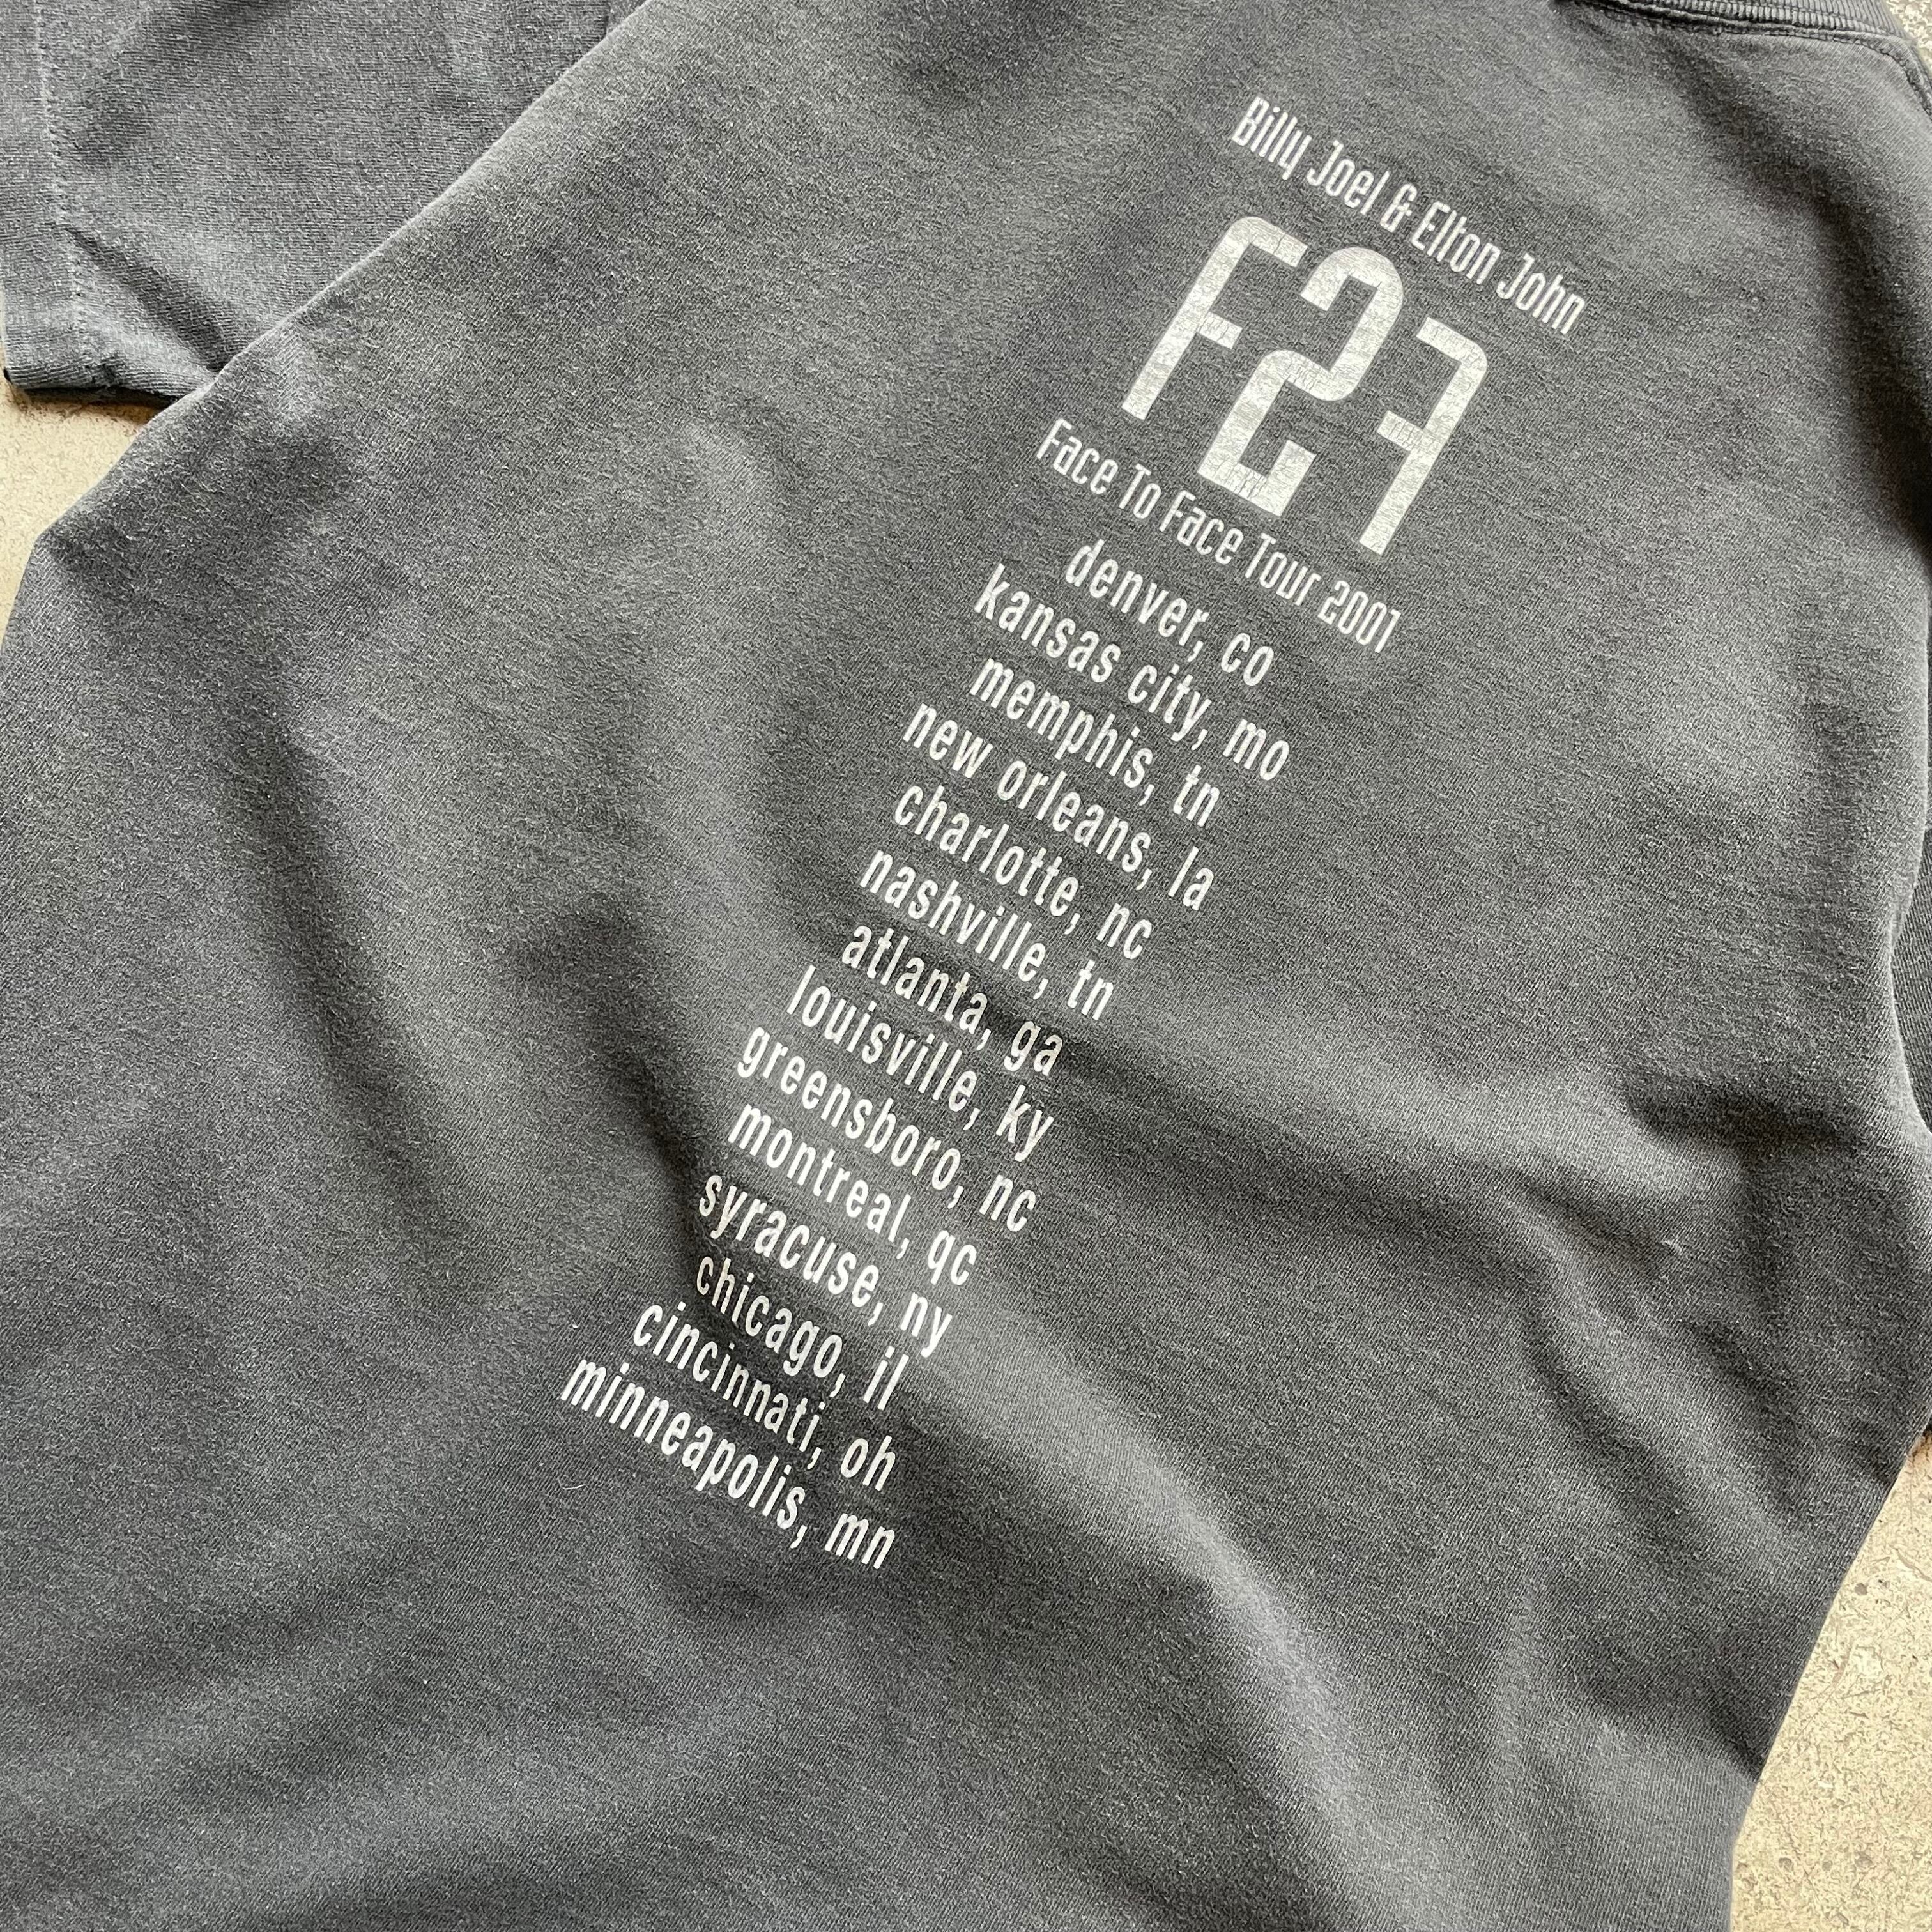 Billy Joel & Elton John
F2F
Face To Face Tour 2001
denver, co
kansas city, mo
memphis, tn
new orleans, la
charlotte, nc
nashville, tn
atlanta, ga
louisville, ky
greensboro, nc
montreal, qc
syracuse, ny
chicago, il
cincinnati, oh
minneapolis, mn